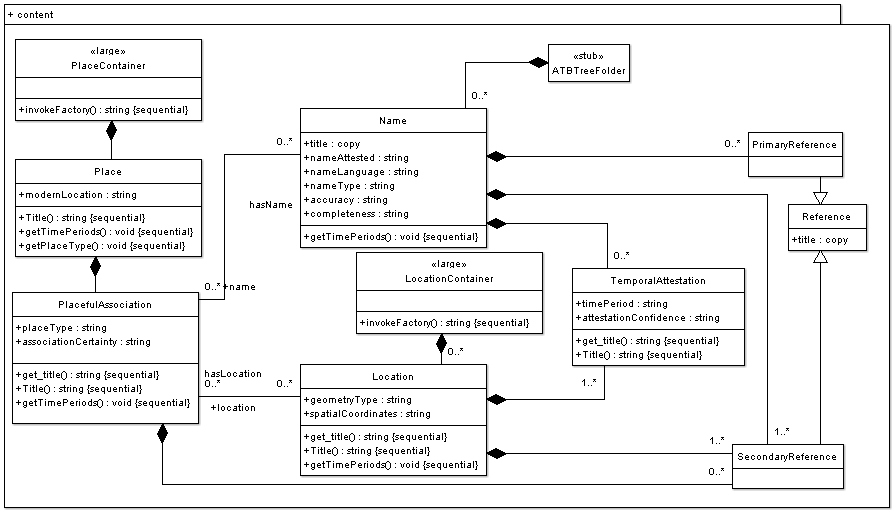 + content
«large»
PlaceContainer
+invokeFactory() : string {sequential}
«stub»
ATBTreeFolder
0..*
Name
+title : copy
+nameAttested : string
+nameLanguage : string
+nameType : string
+accuracy : string
+completeness : string
+getTimePeriods() : void {sequential}
0..*
hasName
0..*
+name
0..*
PrimaryReference
Reference
+title : copy
Place
+modernLocation : string
+Title() : string {sequential}
+getTimePeriods() : void {sequential}
+getPlaceType() : void {sequential}
«large»
LocationContainer
+invokeFactory() : string {sequential}
0..*
0..*
TemporalAttestation
+timePeriod : string
+attestationConfidence : string
+get_title() : string {sequential}
+Title() : string {sequential}
1..*
PlacefulAssociation
+placeType : string
+associationCertainty : string
+get_title() : string {sequential}
+Title() : string {sequential}
+getTimePeriods() : void {sequential}
hasLocation
0..*
0..*
+location
Location
+geometryType : string
+spatialCoordinates : string
+get_title() : string {sequential}
+Title() : string {sequential}
+getTimePeriods() : void {sequential}
1..*
1..*
0..*
SecondaryReference